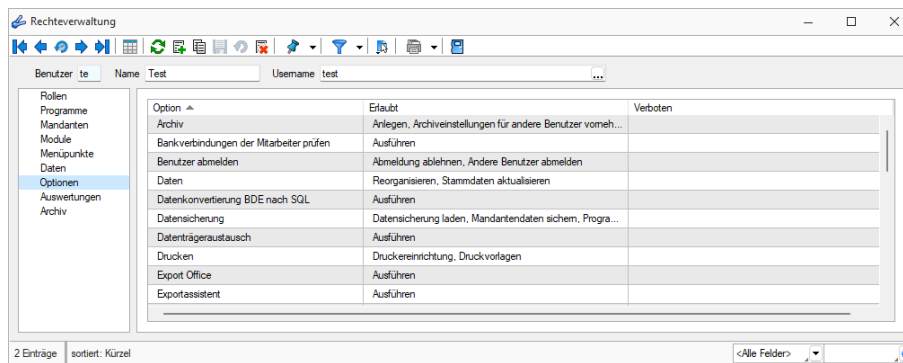 Rechteverwaltung
Benutzer te Name Test Username test ...
Rollen
Programme
Mandanten
Module
Menüpunkte
Daten
Optionen
Auswertungen
Archiv
Option Erlaubt Verboten
Archiv Anlegen, Archiveinstellungen für andere Benutzer vorneh...
Bankverbindungen der Mitarbeiter prüfen Ausführen
Benutzer abmelden Abmeldung ablehnen, Andere Benutzer abmelden
Daten Reorganisieren, Stammdaten aktualisieren
Datenkonvertierung BDE nach SQL Ausführen
Datensicherung Datensicherung laden, Mandantendaten sichern, Progra...
Datenträgeraustausch Ausführen
Drucken Druckereinrichtung, Druckvorlagen
Export Office Ausführen
Exportassistent Ausführen
2 Einträge sortiert: Kürzel <Alle Felder>